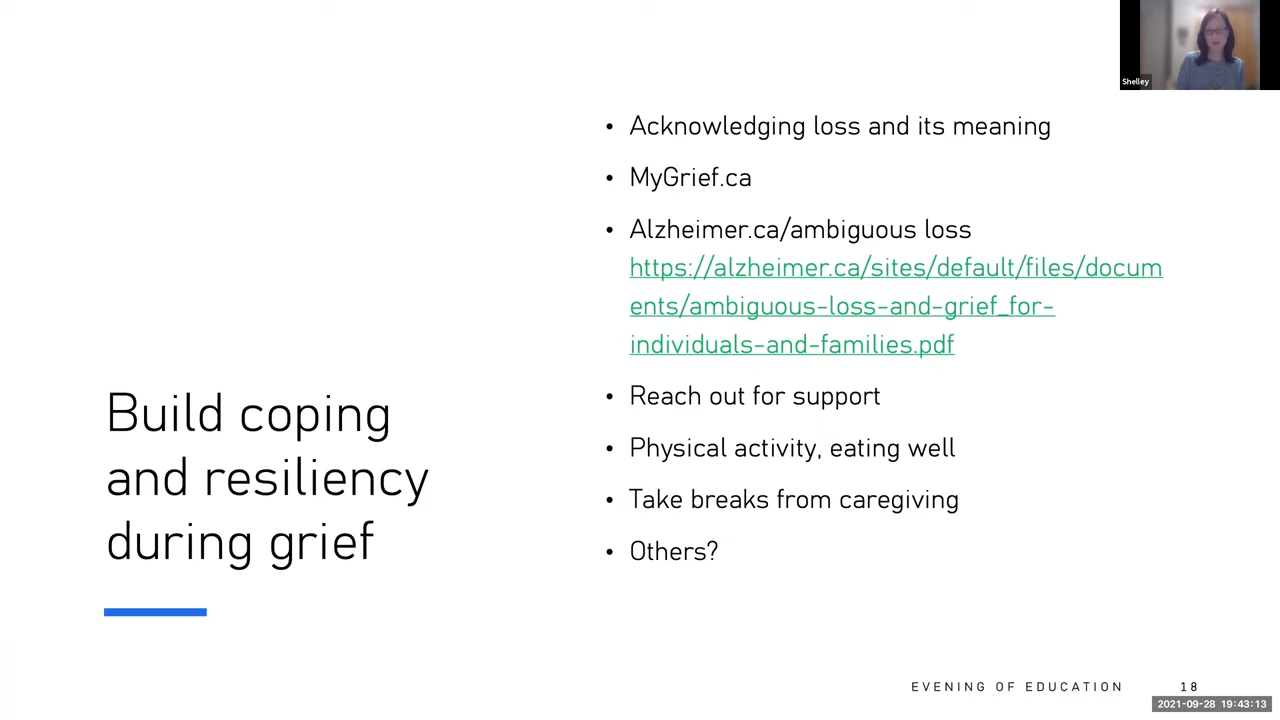 Shelley
Build coping
and resiliency
during grief
• Acknowledging loss and its meaning
• MyGrief.ca
• Alzheimer.ca/ambiguous loss
https://alzheimer.ca/sites/default/files/docum
ents/ambiguous-loss-and-grief_for-
individuals-and-families.pdf
• Reach out for support
• Physical activity, eating well
• Take breaks from caregiving
• Others?
EVENING OF EDUCATION 18
2021-09-28 19:43:13